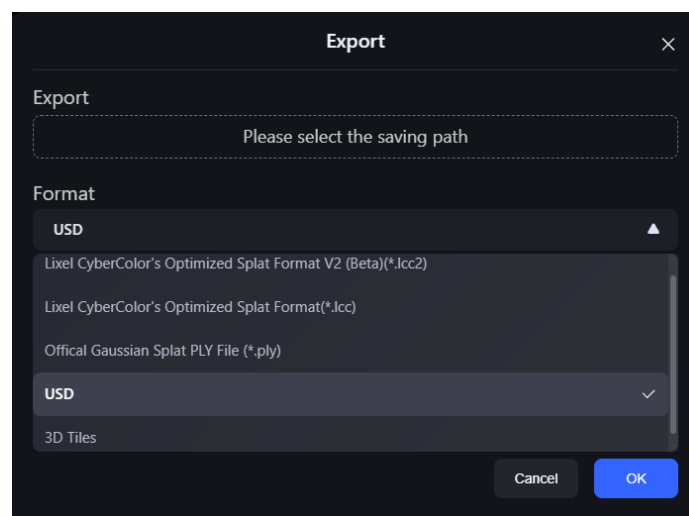 Export
Export
Please select the saving path
Format
USD
Lixel CyberColor's Optimized Splat Format V2 (Beta)(*.lcc2)
Lixel CyberColor's Optimized Splat Format(*.lcc)
Offical Gaussian Splat PLY File (*.ply)
USD
3D Tiles
Cancel
OK